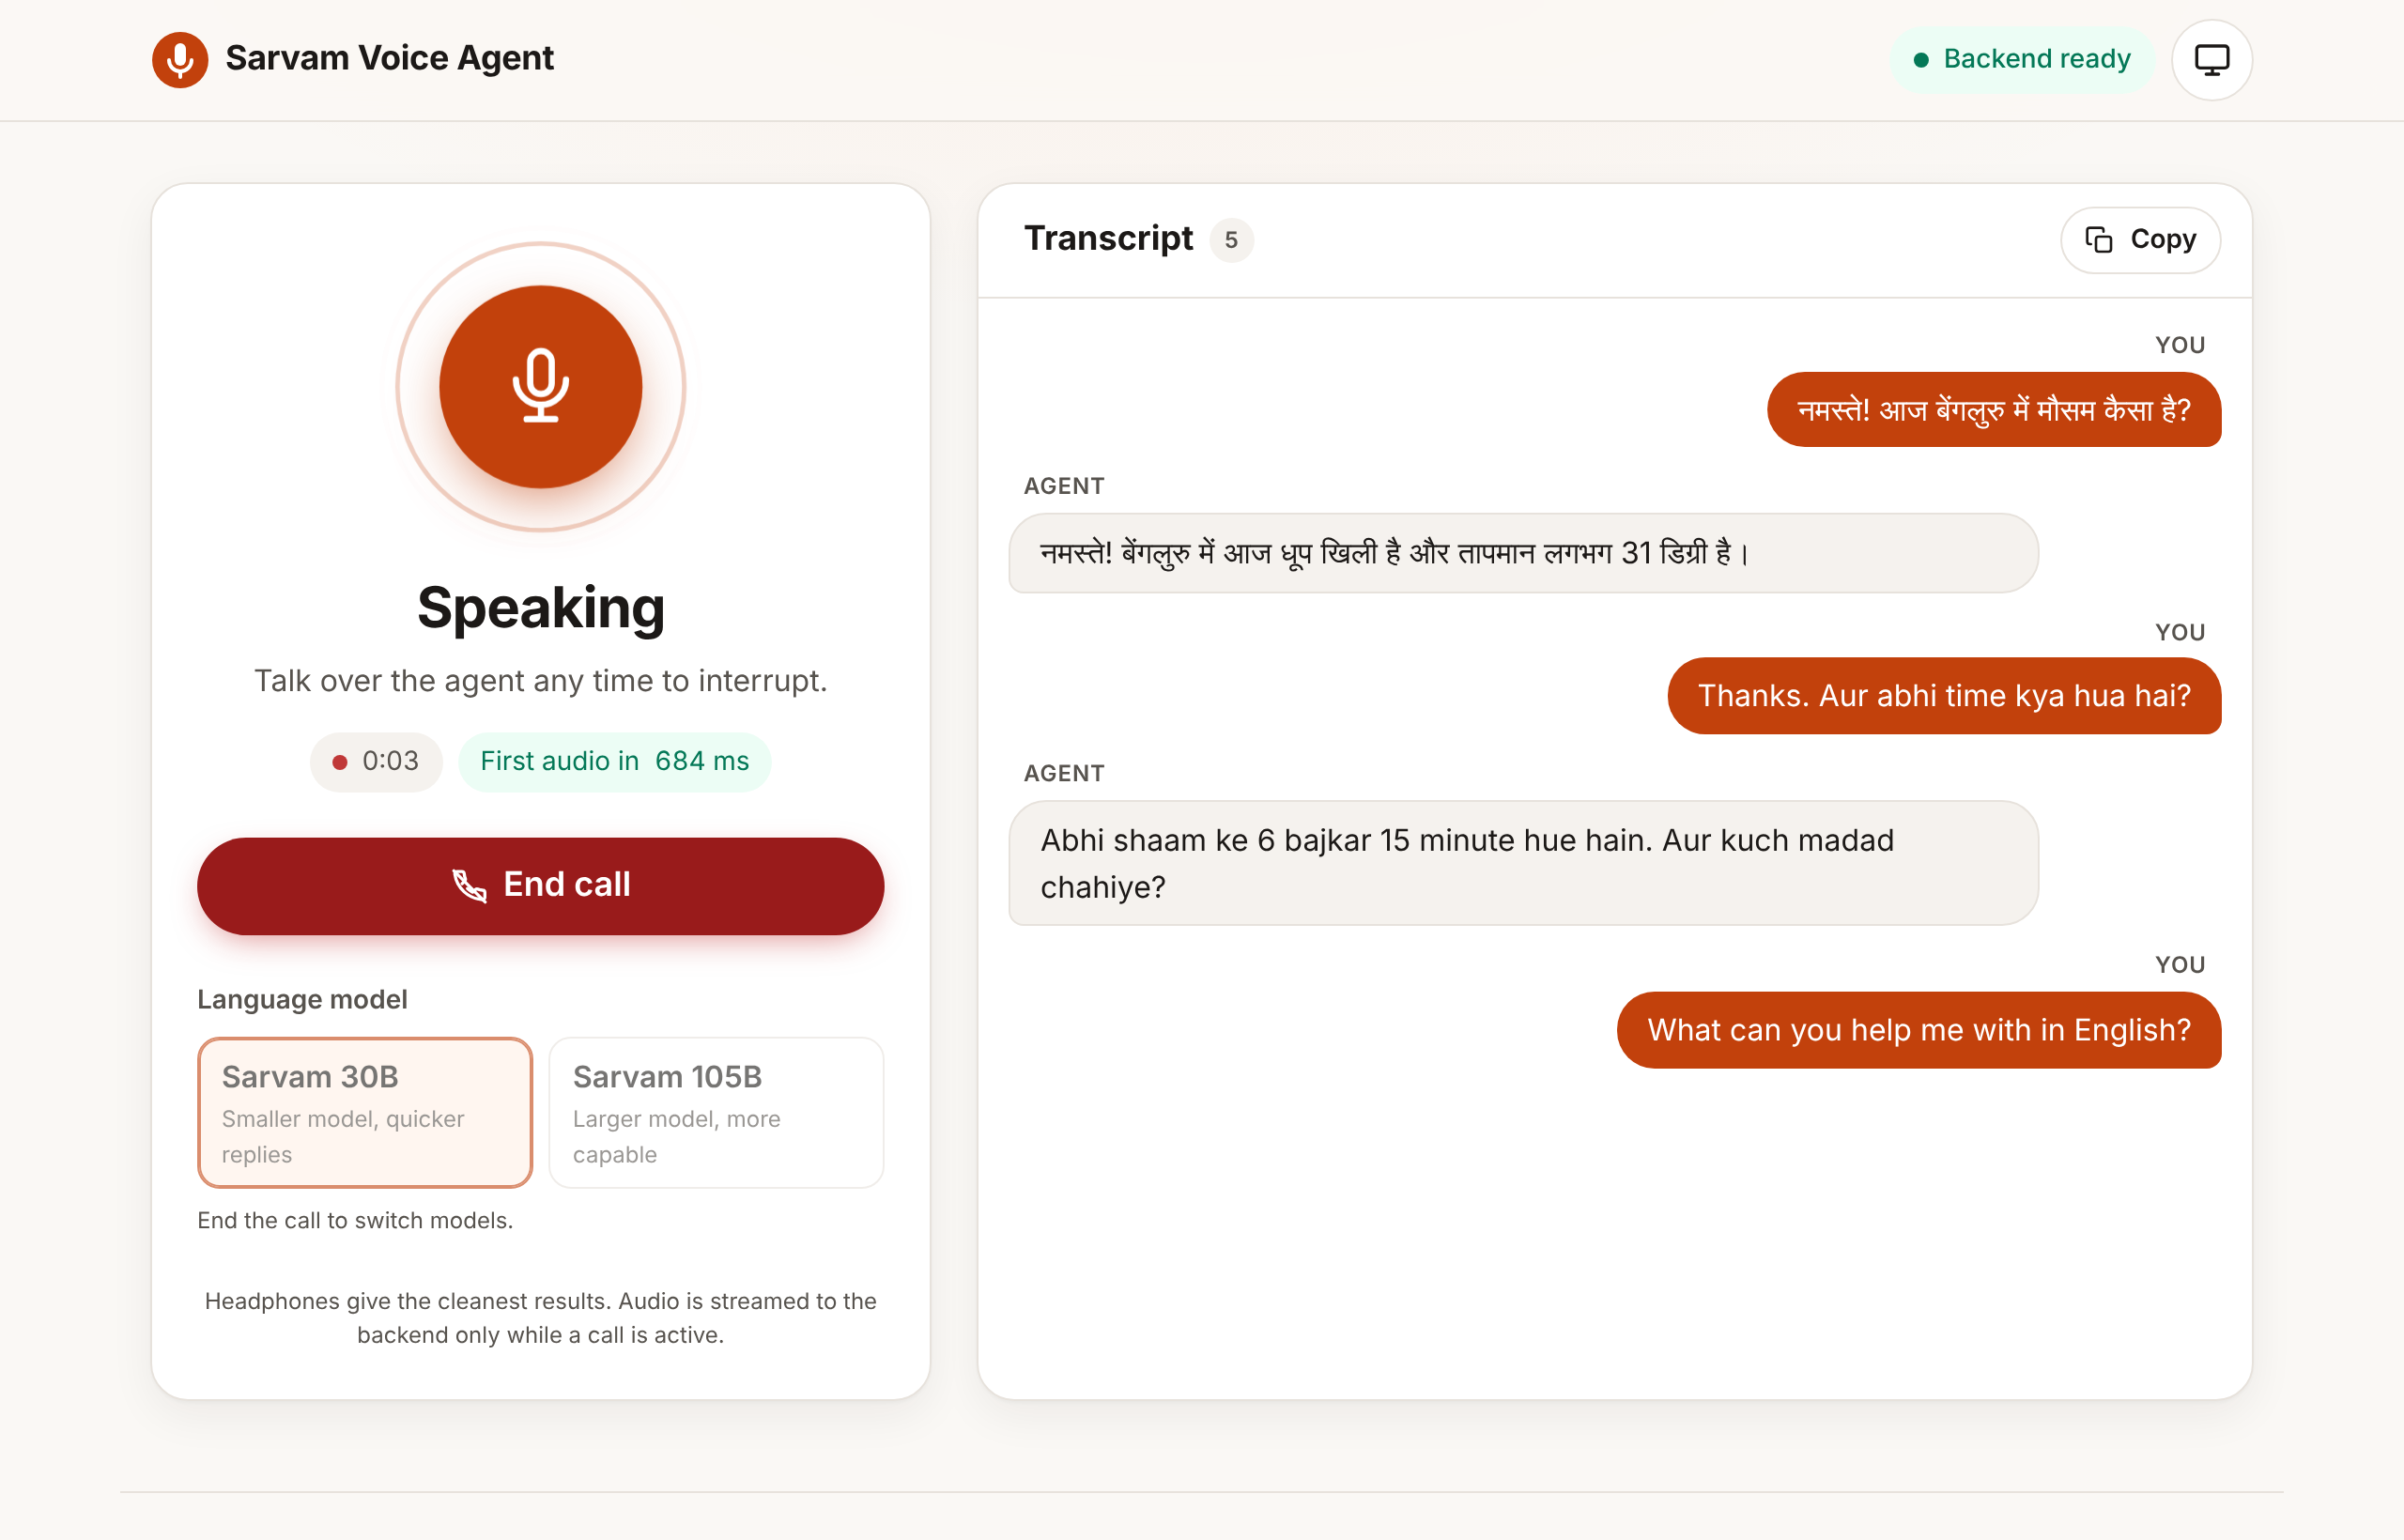 Sarvam Voice Agent
Backend ready
Speaking
Talk over the agent any time to interrupt.
0:03
First audio in 684 ms
End call
Language model
Sarvam 30B
Smaller model, quicker
replies
Sarvam 105B
Larger model, more
capable
End the call to switch models.
Headphones give the cleanest results. Audio is streamed to the
backend only while a call is active.
Transcript 5
Copy
YOU
नमस्ते! आज बेंगलुरु में मौसम कैसा है?
AGENT
नमस्ते! बेंगलुरु में आज धूप खिली है और तापमान लगभग 31 डिग्री है।
YOU
Thanks. Aur abhi time kya hua hai?
AGENT
Abhi shaam ke 6 bajkar 15 minute hue hain. Aur kuch madad
chahiye?
YOU
What can you help me with in English?